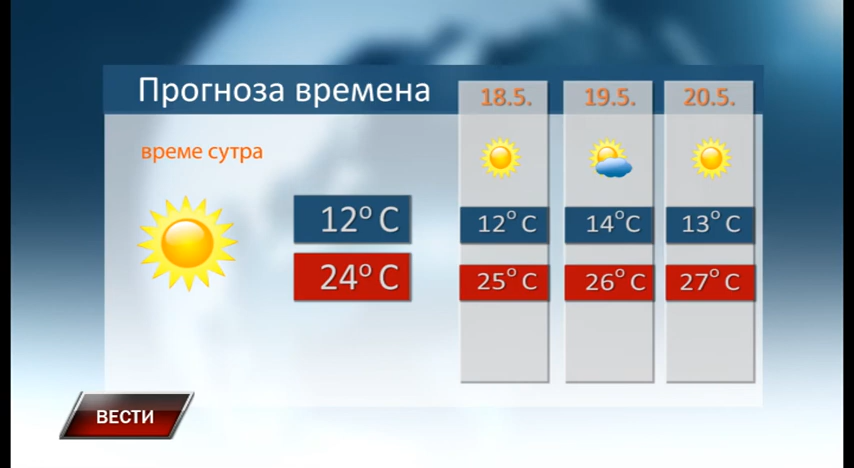 Прогноза времена
време сутра
12° C
24° C
18.5.
12° C
25° C
19.5.
14°C
26° C
20.5.
13° C
27° C
ВЕСТИ